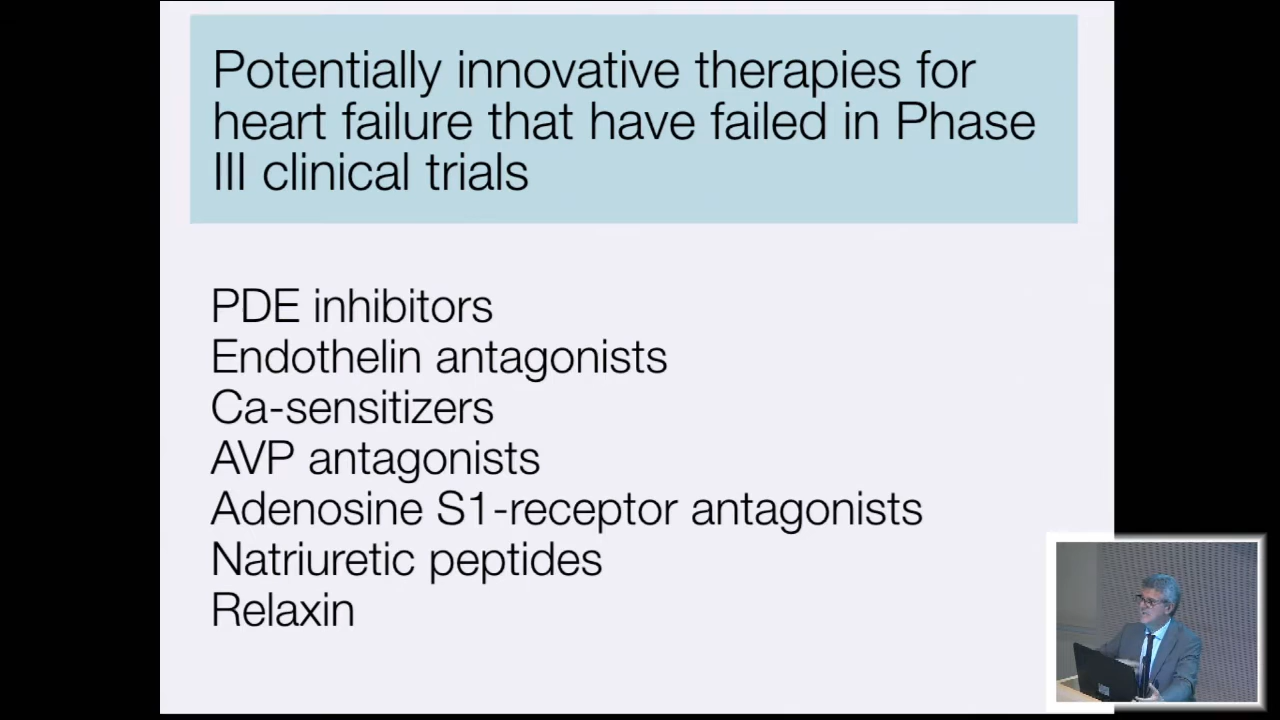 Potentially innovative therapies for
heart failure that have failed in Phase
III clinical trials
PDE inhibitors
Endothelin antagonists
Ca-sensitizers
AVP antagonists
Adenosine S1-receptor antagonists
Natriuretic peptides
Relaxin